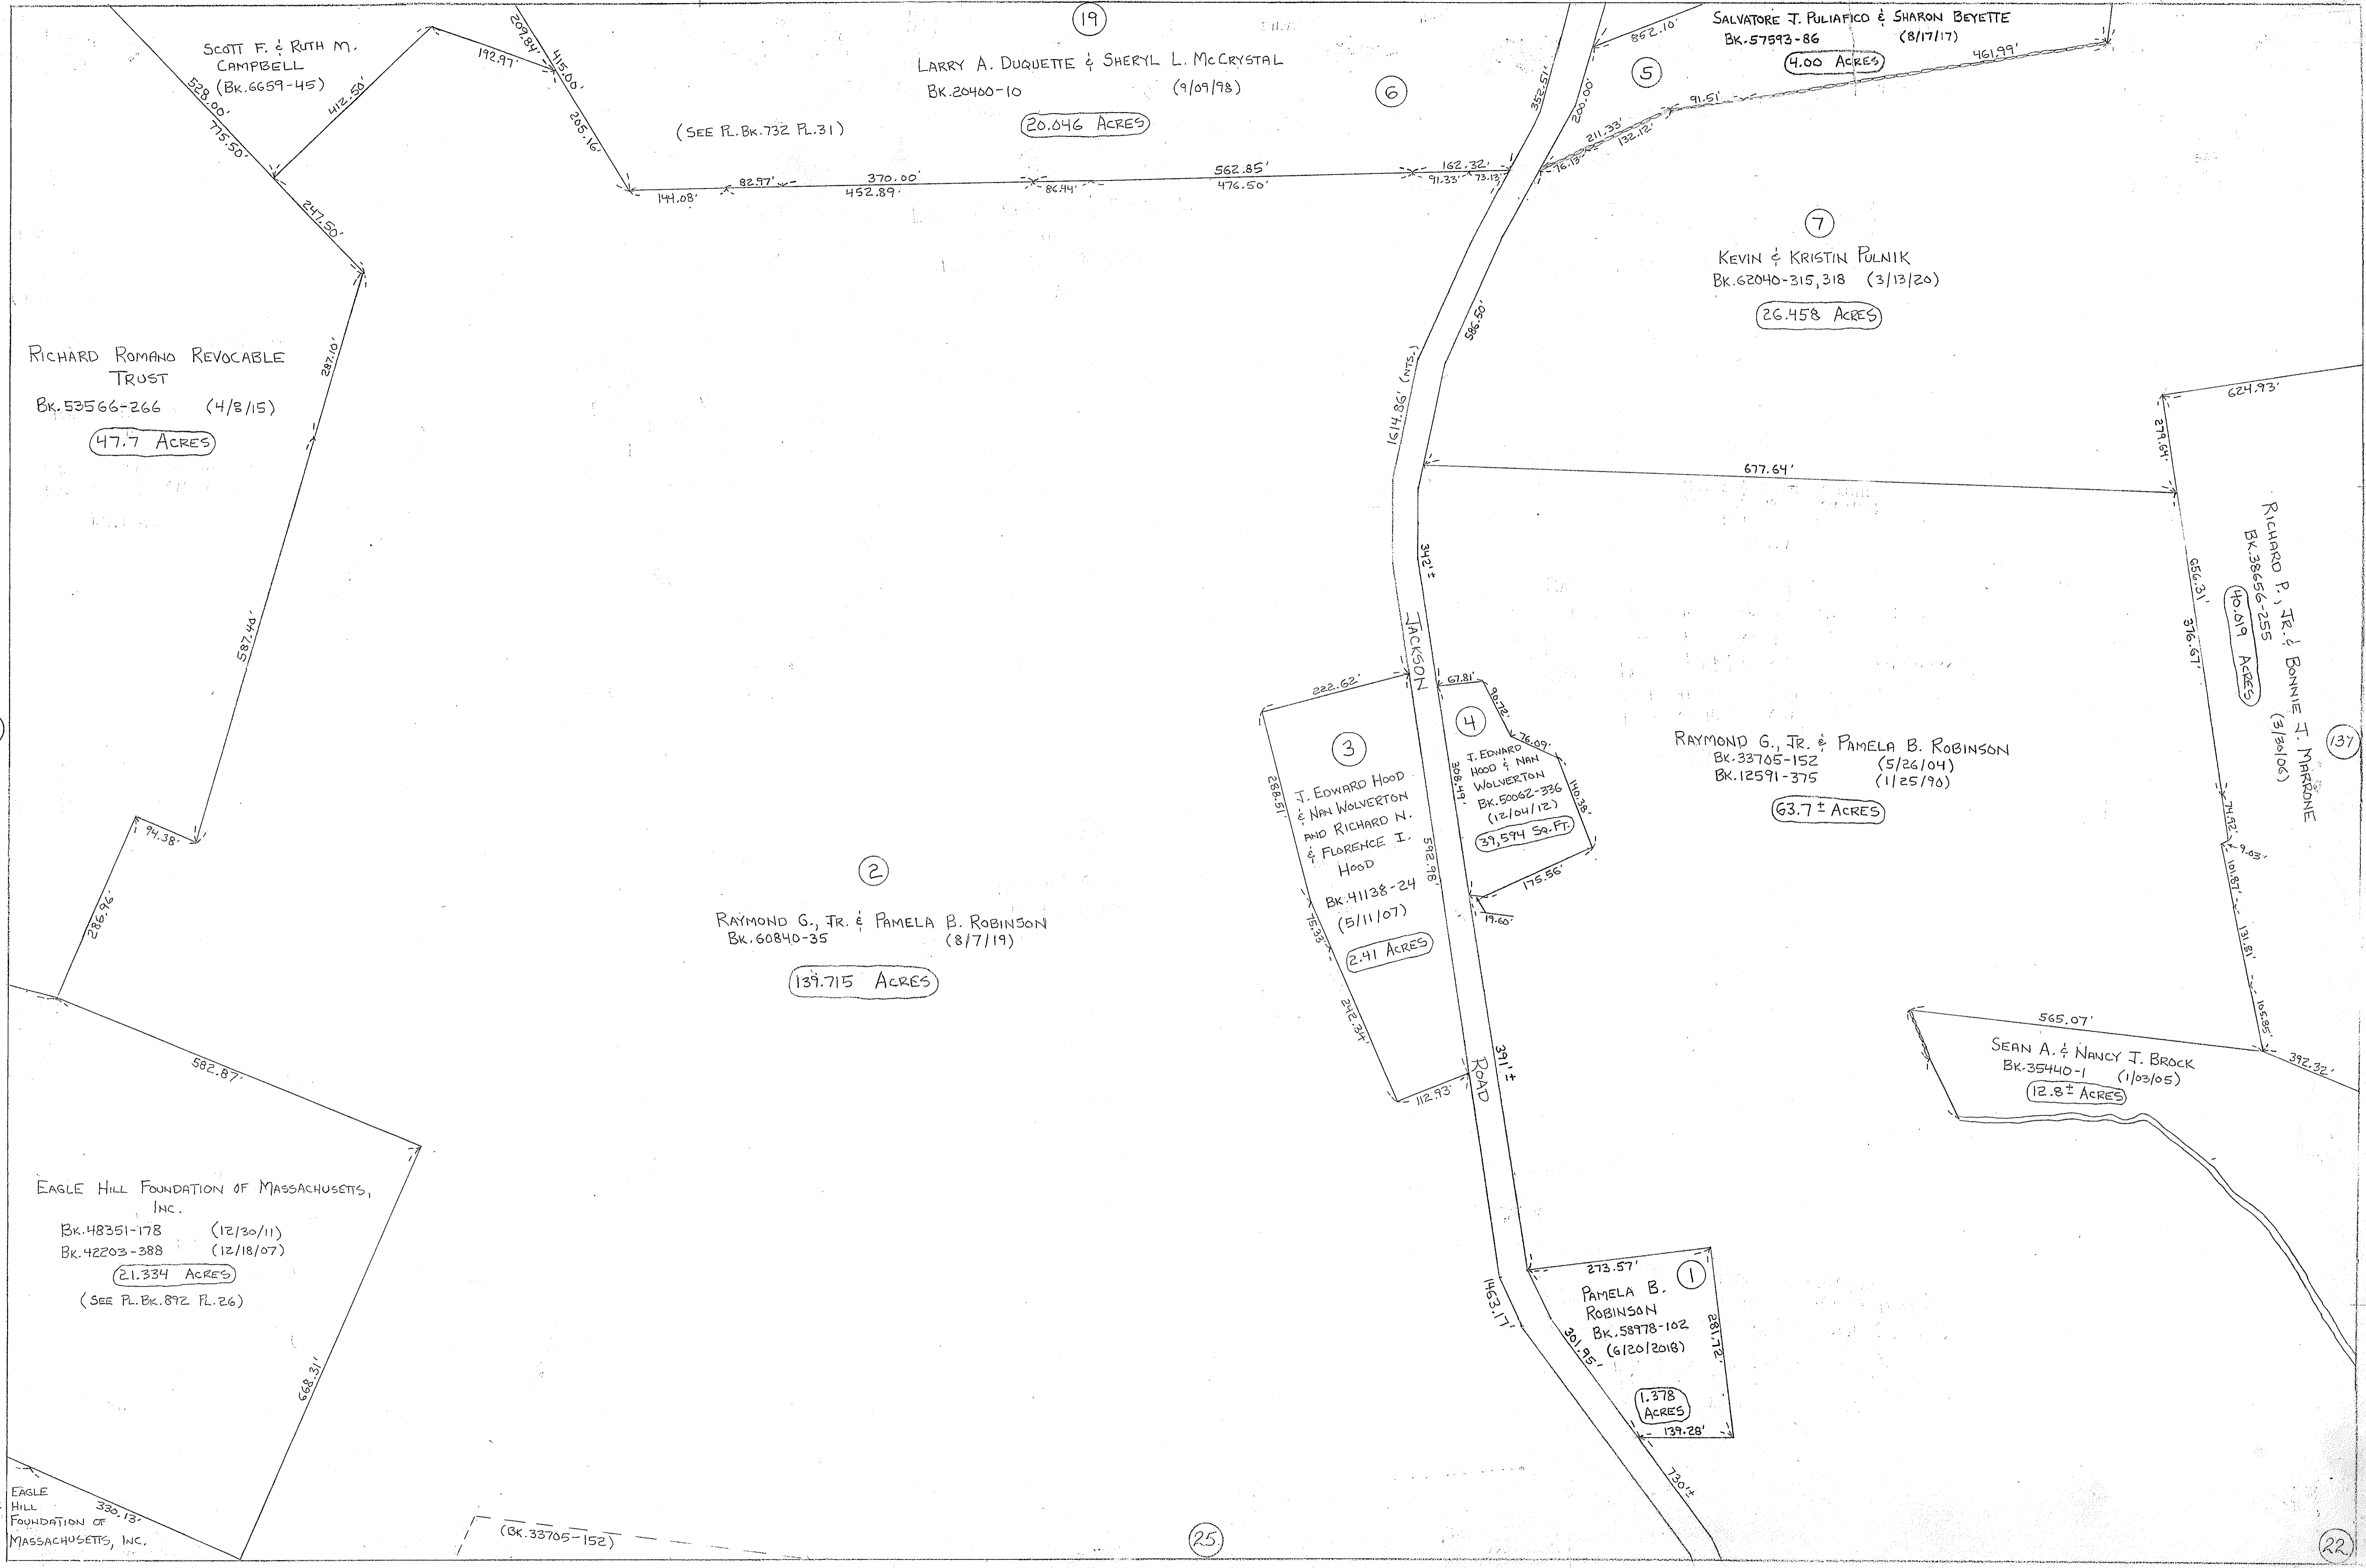 19
SCOTT F. & RUTH M.
CAMPBELL
(BK.6659-45)
528.00'
775.50'
412.50'
192.97'
209.84'
415.00'
205.16'
247.50'
LARRY A. DUQUETTE & SHERYL L. MCCRYSTAL
BK.20400-10 (9/09/98)
20.046 ACRES
(SEE PL.BK.732 PL.31)
6
144.08'
82.97'
370.00'
452.89'
86.44'
562.85'
476.50'
162.32'
91.33'
73.13'
352.51'
200.00'
852.10'
SALVATORE J. PULIAFICO & SHARON BEYETTE
BK.57593-86 (8/17/17)
4.00 ACRES
5
461.99'
91.51'
211.33'
132.12'
76.13'
7
KEVIN & KRISTIN PULNIK
BK.62040-315,318 (3/13/20)
26.458 ACRES
586.50'
1614.86' (NTS.)
624.93'
279.64'
677.64'
RICHARD ROMANO REVOCABLE
TRUST
BK.53566-266 (4/8/15)
47.7 ACRES
287.10'
587.40'
94.38'
286.96'
342'±
JACKSON
ROAD
RICHARD P., JR. & BONNIE J. MARRONE
BK.38656-255 (3/30/06)
40.019 ACRES
656.31'
376.67'
74.92'
9.03'
101.87'
131.81'
105.85'
137
222.62'
288.51'
75.33'
242.34'
112.93'
592.98'
3
J. EDWARD HOOD
& NAN WOLVERTON
AND RICHARD N.
& FLORENCE I.
HOOD
BK.41138-24
(5/11/07)
2.41 ACRES
67.81'
90.72'
76.09'
140.38'
175.56'
19.60'
308.49'
4
J. EDWARD
HOOD & NAN
WOLVERTON
BK.50062-336
(12/04/12)
39,594 SQ.FT.
RAYMOND G., JR. & PAMELA B. ROBINSON
BK.33705-152 (5/26/04)
BK.12591-375 (1/25/90)
63.7± ACRES
2
RAYMOND G., JR. & PAMELA B. ROBINSON
BK.60840-35 (8/7/19)
139.715 ACRES
391'±
565.07'
SEAN A. & NANCY J. BROCK
BK.35440-1 (1/03/05)
12.8± ACRES
392.32'
582.87'
EAGLE HILL FOUNDATION OF MASSACHUSETTS,
INC.
BK.48351-178 (12/30/11)
BK.42203-388 (12/18/07)
21.334 ACRES
(SEE PL.BK.892 PL.26)
668.31'
1463.17'
273.57'
1
PAMELA B.
ROBINSON
BK.58978-102
(6/20/2018)
1.378
ACRES
301.95'
281.72'
139.28'
730'±
EAGLE
HILL
FOUNDATION OF
MASSACHUSETTS, INC.
330.13'
(BK.33705-152)
25
22